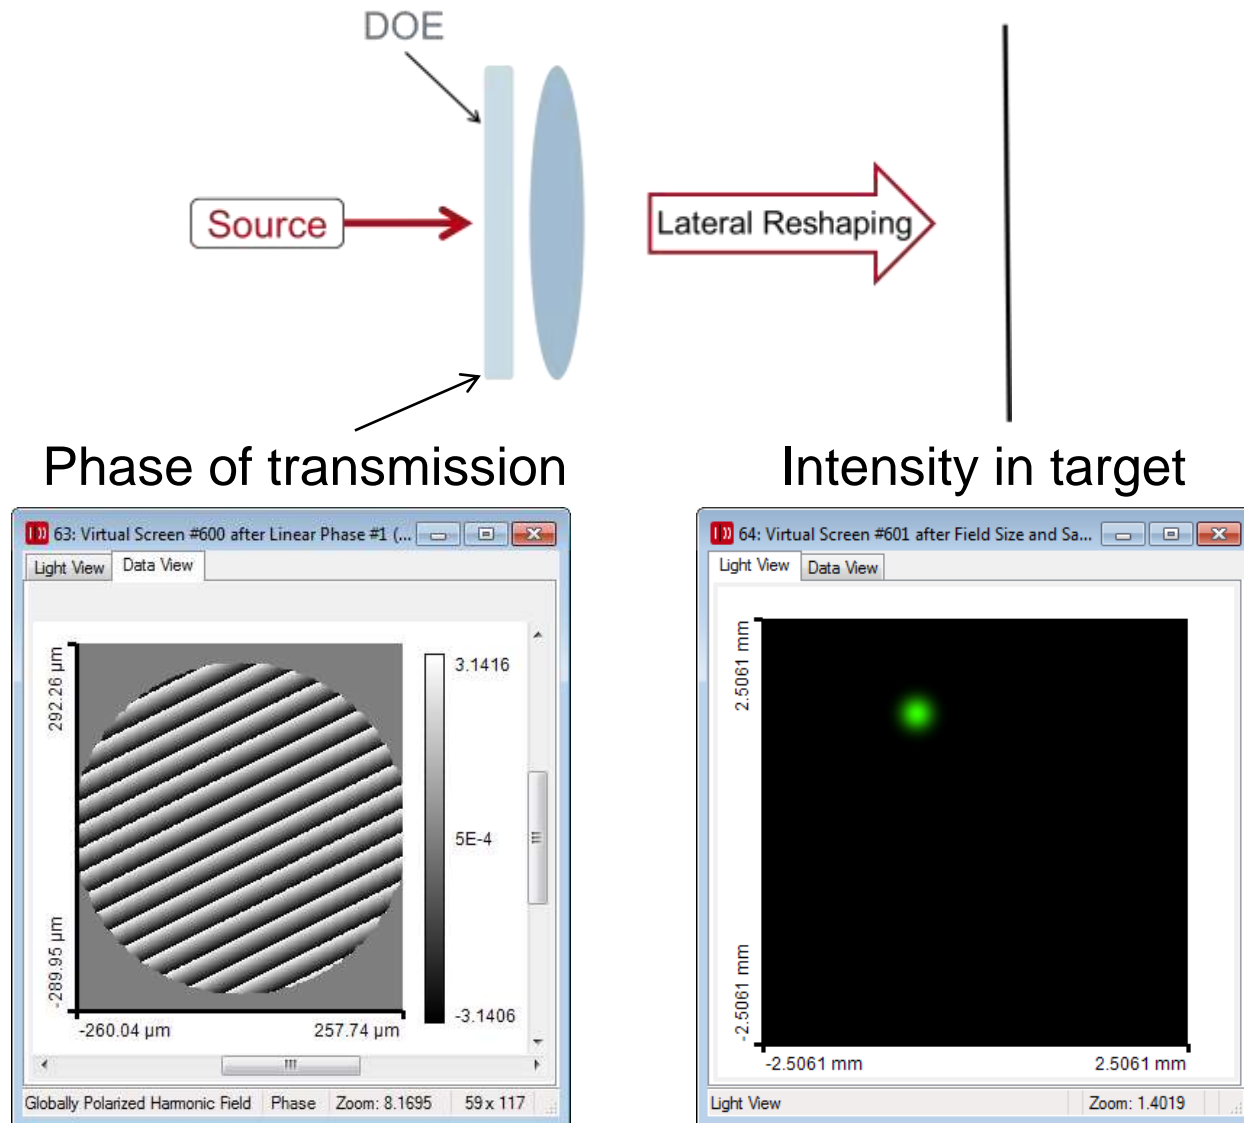 DOE
Source
Lateral Reshaping
Phase of transmission
Intensity in target
63: Virtual Screen #600 after Linear Phase #1 (...
Light View
Data View
292.26 µm
-289.95 µm
-260.04 µm
257.74 µm
3.1416
5E-4
-3.1406
Globally Polarized Harmonic Field
Phase
Zoom: 8.1695
59 x 117
64: Virtual Screen #601 after Field Size and Sa...
Light View
Data View
2.5061 mm
-2.5061 mm
-2.5061 mm
2.5061 mm
Light View
Zoom: 1.4019